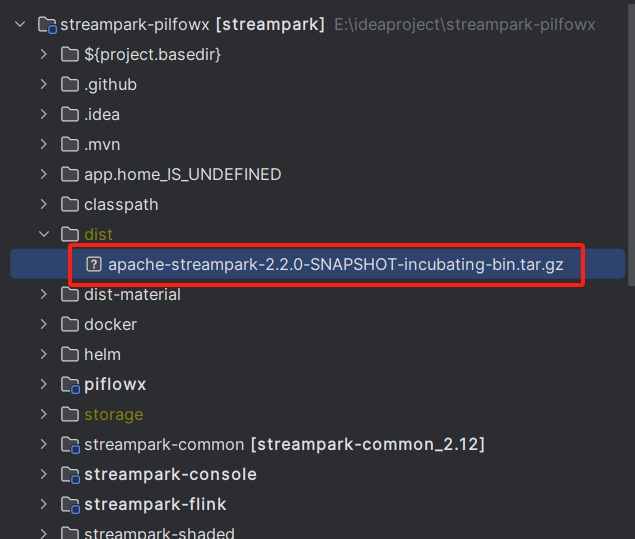 streampark-pilfowx [streampark] E:\ideaproject\streampark-pilfowx
${project.basedir}
.github
.idea
.mvn
app.home_IS_UNDEFINED
classpath
dist
apache-streampark-2.2.0-SNAPSHOT-incubating-bin.tar.gz
dist-material
docker
helm
piflowx
storage
streampark-common [streampark-common_2.12]
streampark-console
streampark-flink
streampark-shaded